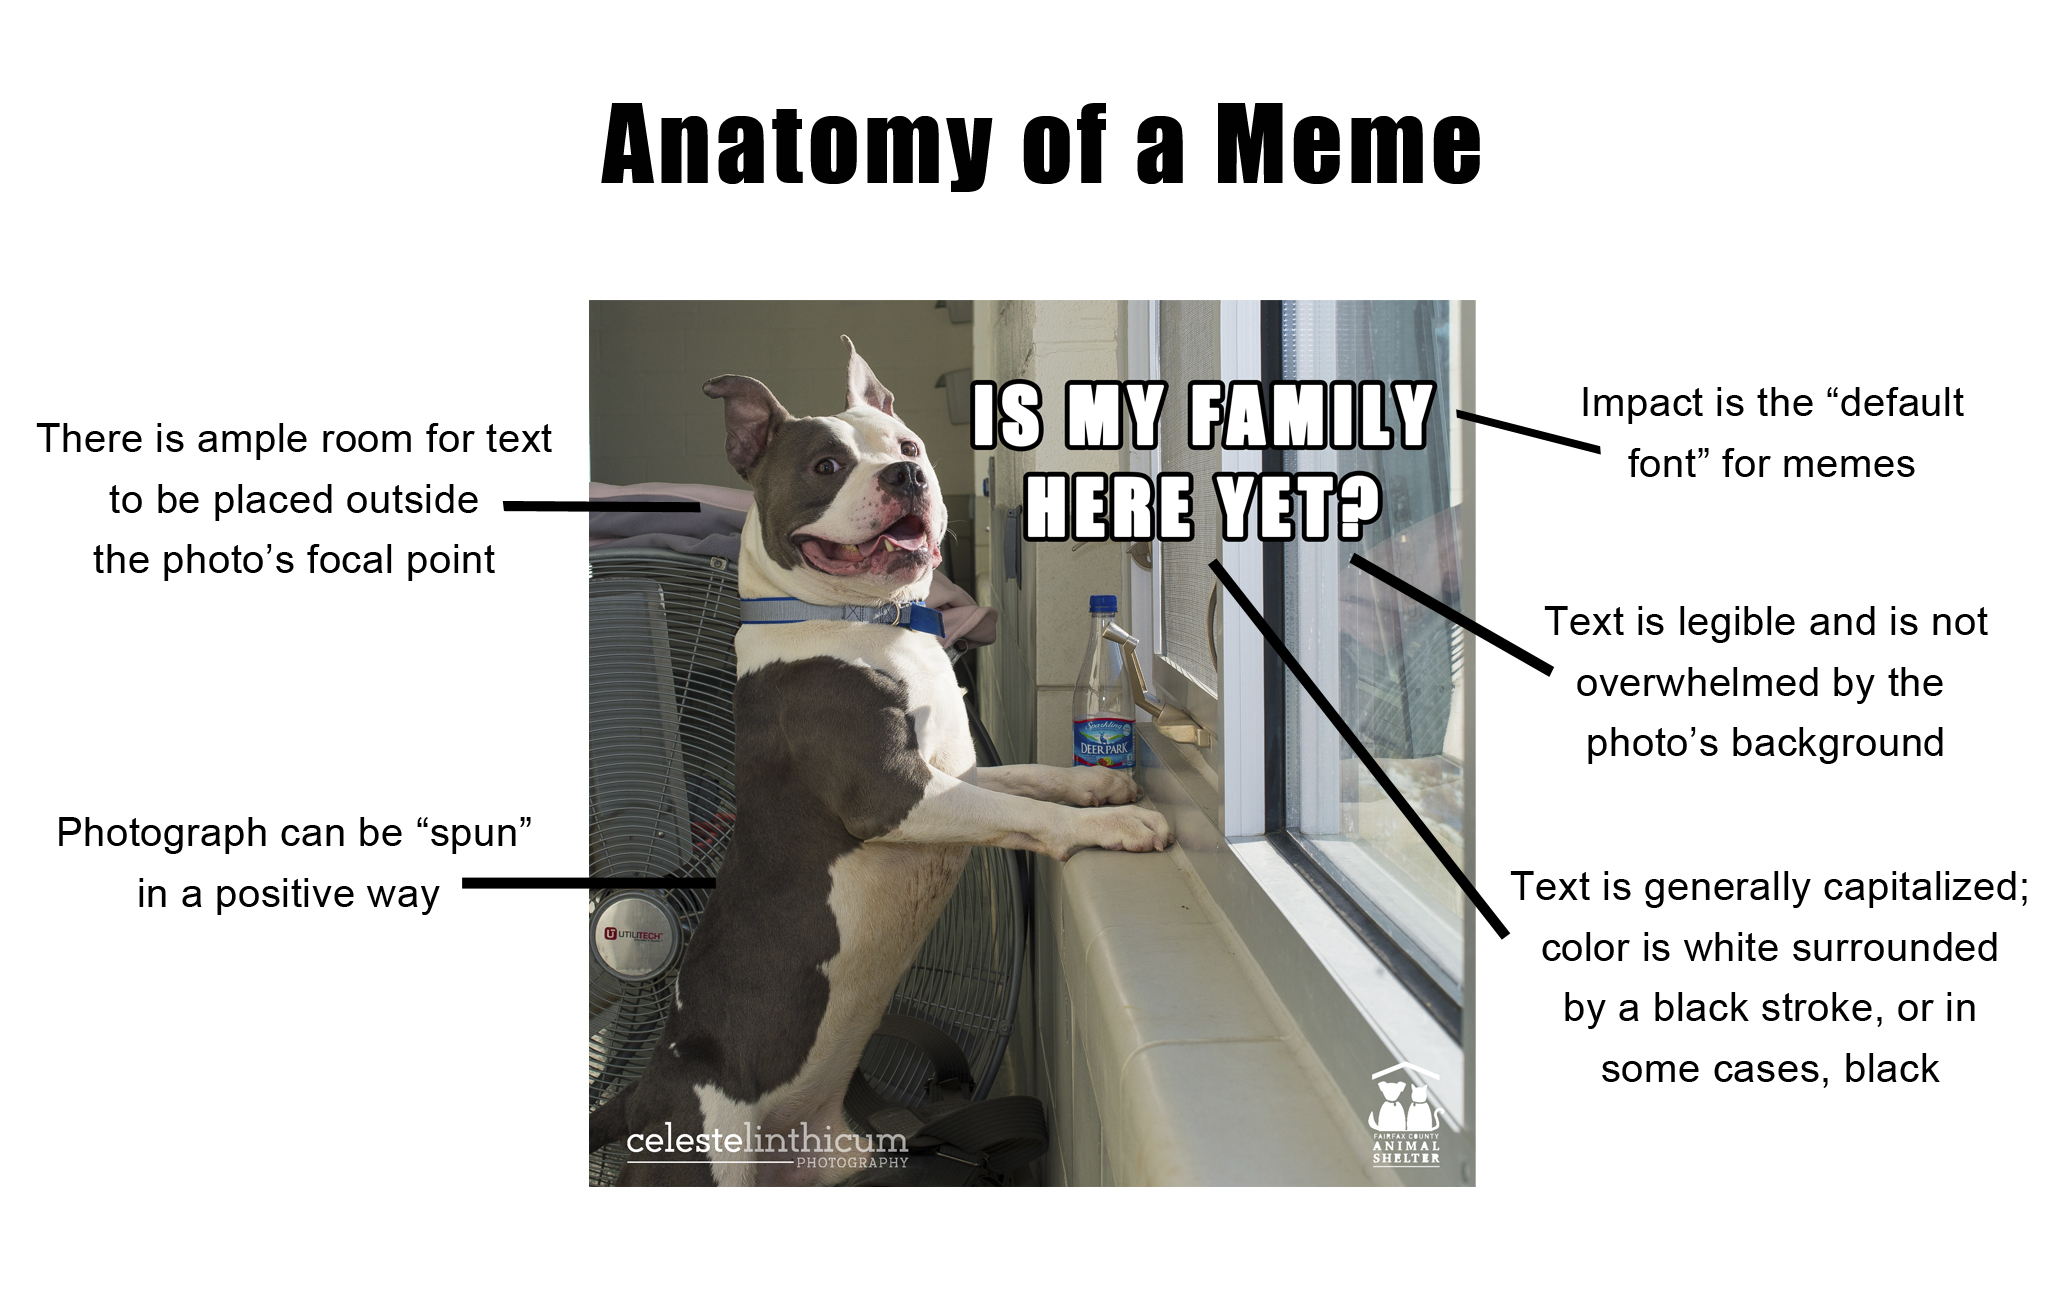 Anatomy of a Meme
There is ample room for text
to be placed outside
the photo’s focal point
Photograph can be “spun”
in a positive way
IS MY FAMILY
HERE YET?
Sparkling
DEER PARK
UTILITECH
celestelinthicum
PHOTOGRAPHY
FAIRFAX COUNTY
ANIMAL
SHELTER
Impact is the “default
font” for memes
Text is legible and is not
overwhelmed by the
photo’s background
Text is generally capitalized;
color is white surrounded
by a black stroke, or in
some cases, black